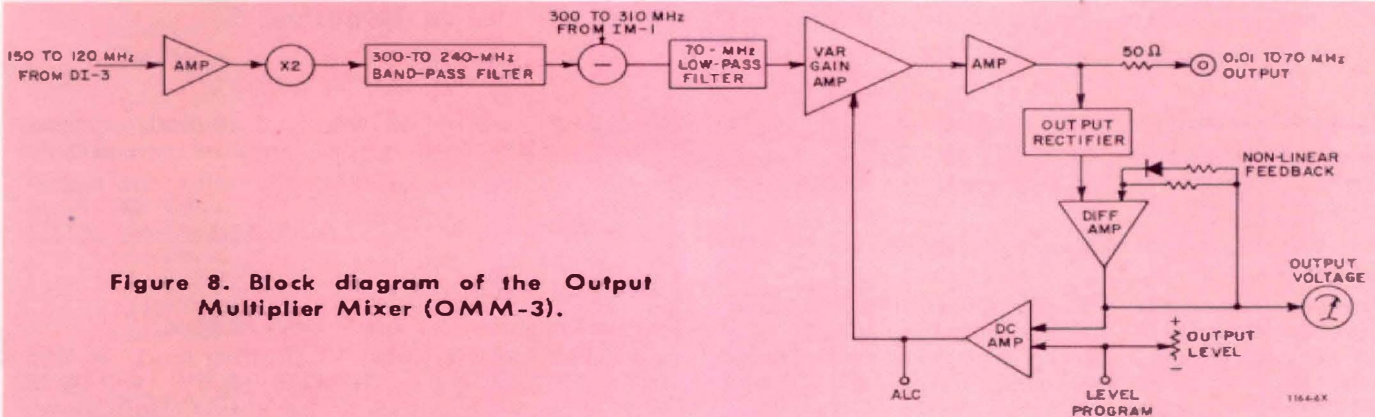 150 TO 120 MHz
FROM DI-3
AMP
X2
300-TO 240-MHz
BAND-PASS FILTER
300 TO 310 MHz
FROM IM-1
−
70-MHz
LOW-PASS
FILTER
VAR
GAIN
AMP
AMP
50 Ω
0.01 TO 70 MHz
OUTPUT
OUTPUT
RECTIFIER
NON-LINEAR
FEEDBACK
DIFF
AMP
OUTPUT
VOLTAGE
DC
AMP
+
OUTPUT
LEVEL
−
ALC
LEVEL
PROGRAM
1164-6X
Figure 8. Block diagram of the Output
Multiplier Mixer (OMM-3).